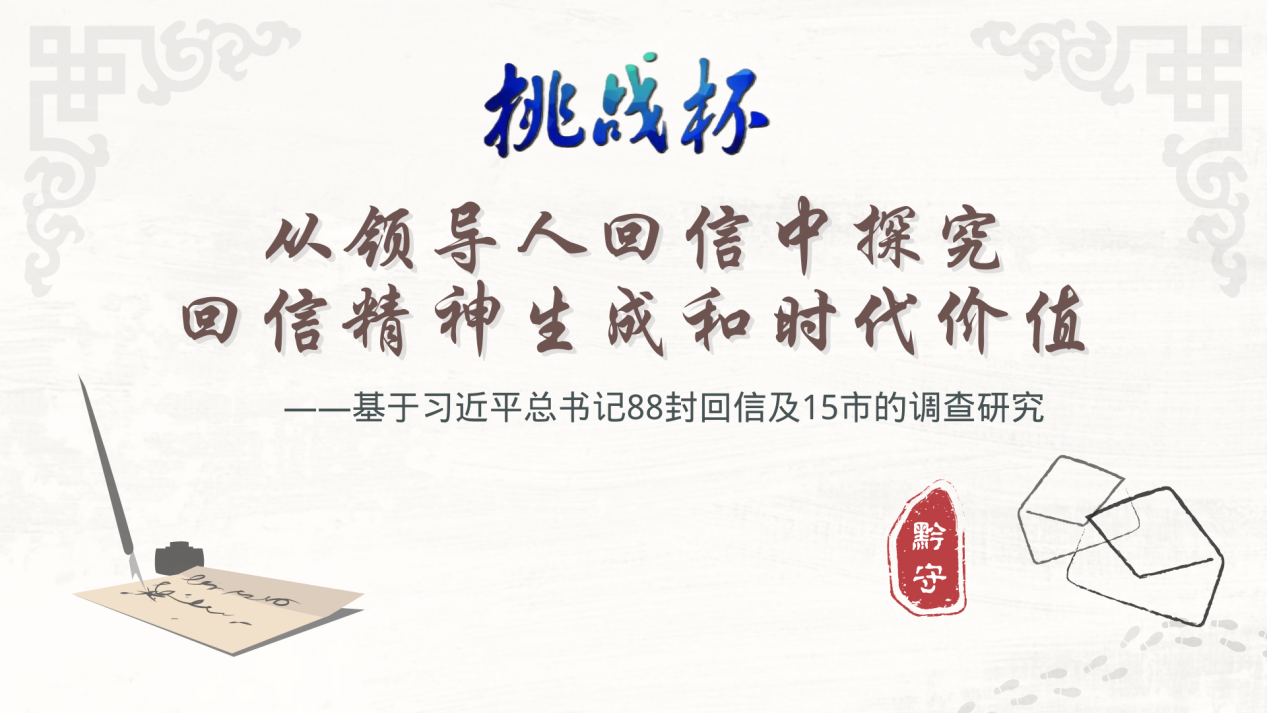 挑战杯
从领导人回信中探究
回信精神生成和时代价值
——基于习近平总书记88封回信及15市的调查研究
黔守